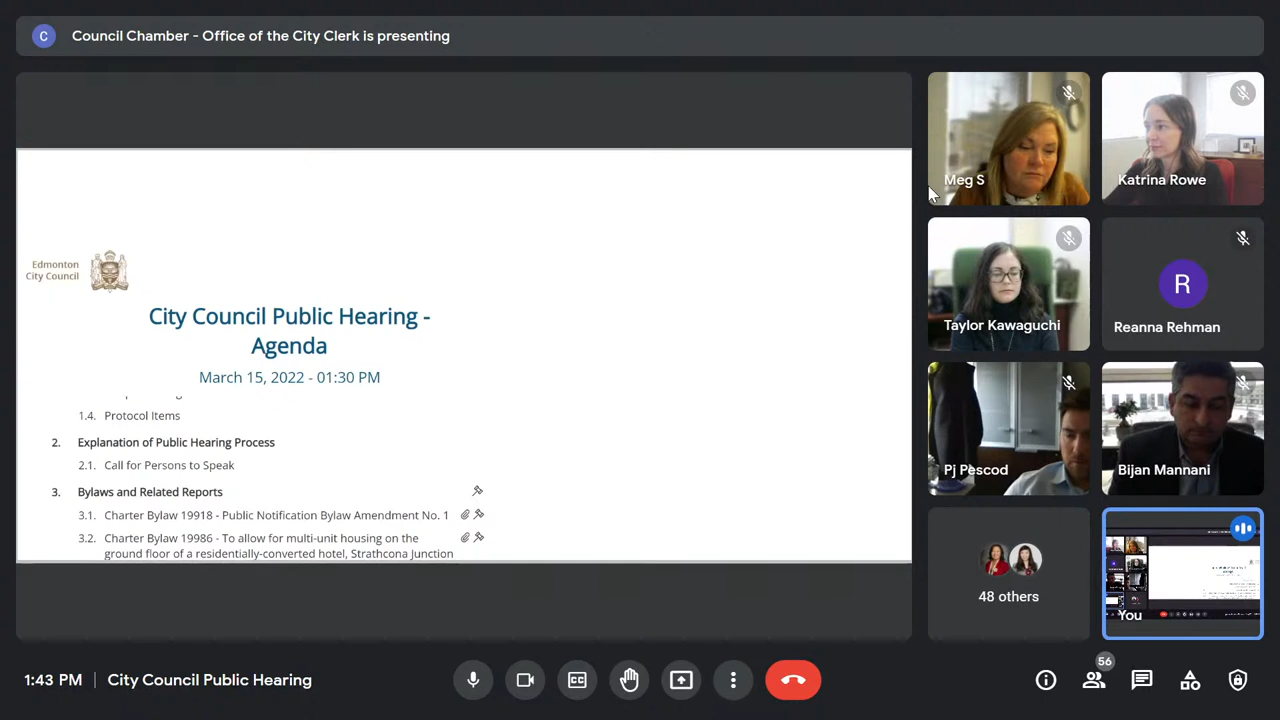 C Council Chamber - Office of the City Clerk is presenting
Edmonton
City Council
City Council Public Hearing -
Agenda
March 15, 2022 - 01:30 PM
1.4. Protocol Items
2. Explanation of Public Hearing Process
2.1. Call for Persons to Speak
3. Bylaws and Related Reports
3.1. Charter Bylaw 19918 - Public Notification Bylaw Amendment No. 1
3.2. Charter Bylaw 19986 - To allow for multi-unit housing on the
ground floor of a residentially-converted hotel, Strathcona Junction
Meg S
Katrina Rowe
Taylor Kawaguchi
R
Reanna Rehman
Pj Pescod
Bijan Mannani
48 others
You
1:43 PM | City Council Public Hearing
CC
56